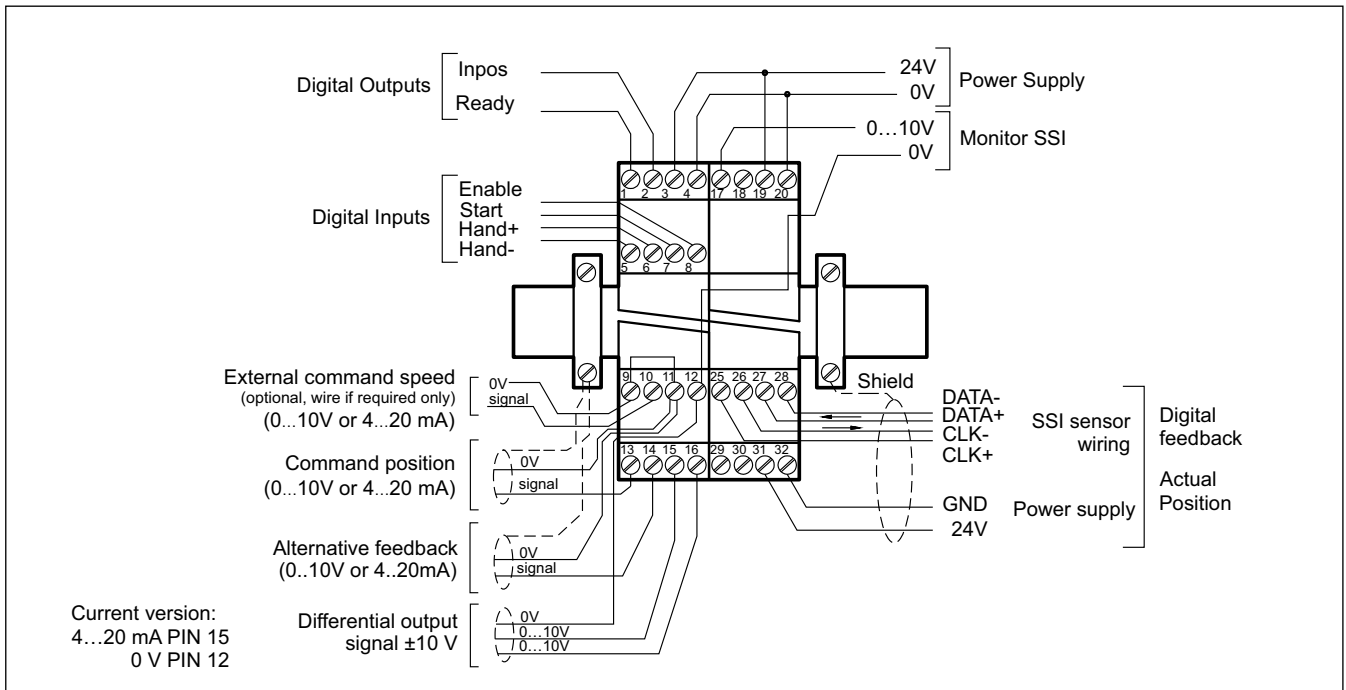 Digital Outputs
Inpos
Ready
24V
0V
Power Supply
0...10V
0V
Monitor SSI
1 2 3 4 17 18 19 20
Digital Inputs
Enable
Start
Hand+
Hand-
5 6 7 8
External command speed
(optional, wire if required only)
(0...10V or 4...20 mA)
0V
signal
9 10 11 12 25 26 27 28
Shield
DATA-
DATA+
CLK-
CLK+
SSI sensor
wiring
Digital
feedback
Actual
Position
Command position
(0...10V or 4...20 mA)
0V
signal
13 14 15 16 29 30 31 32
GND
24V
Power supply
Alternative feedback
(0..10V or 4..20mA)
0V
signal
Differential output
signal ±10 V
0V
0...10V
0...10V
Current version:
4...20 mA PIN 15
0 V PIN 12